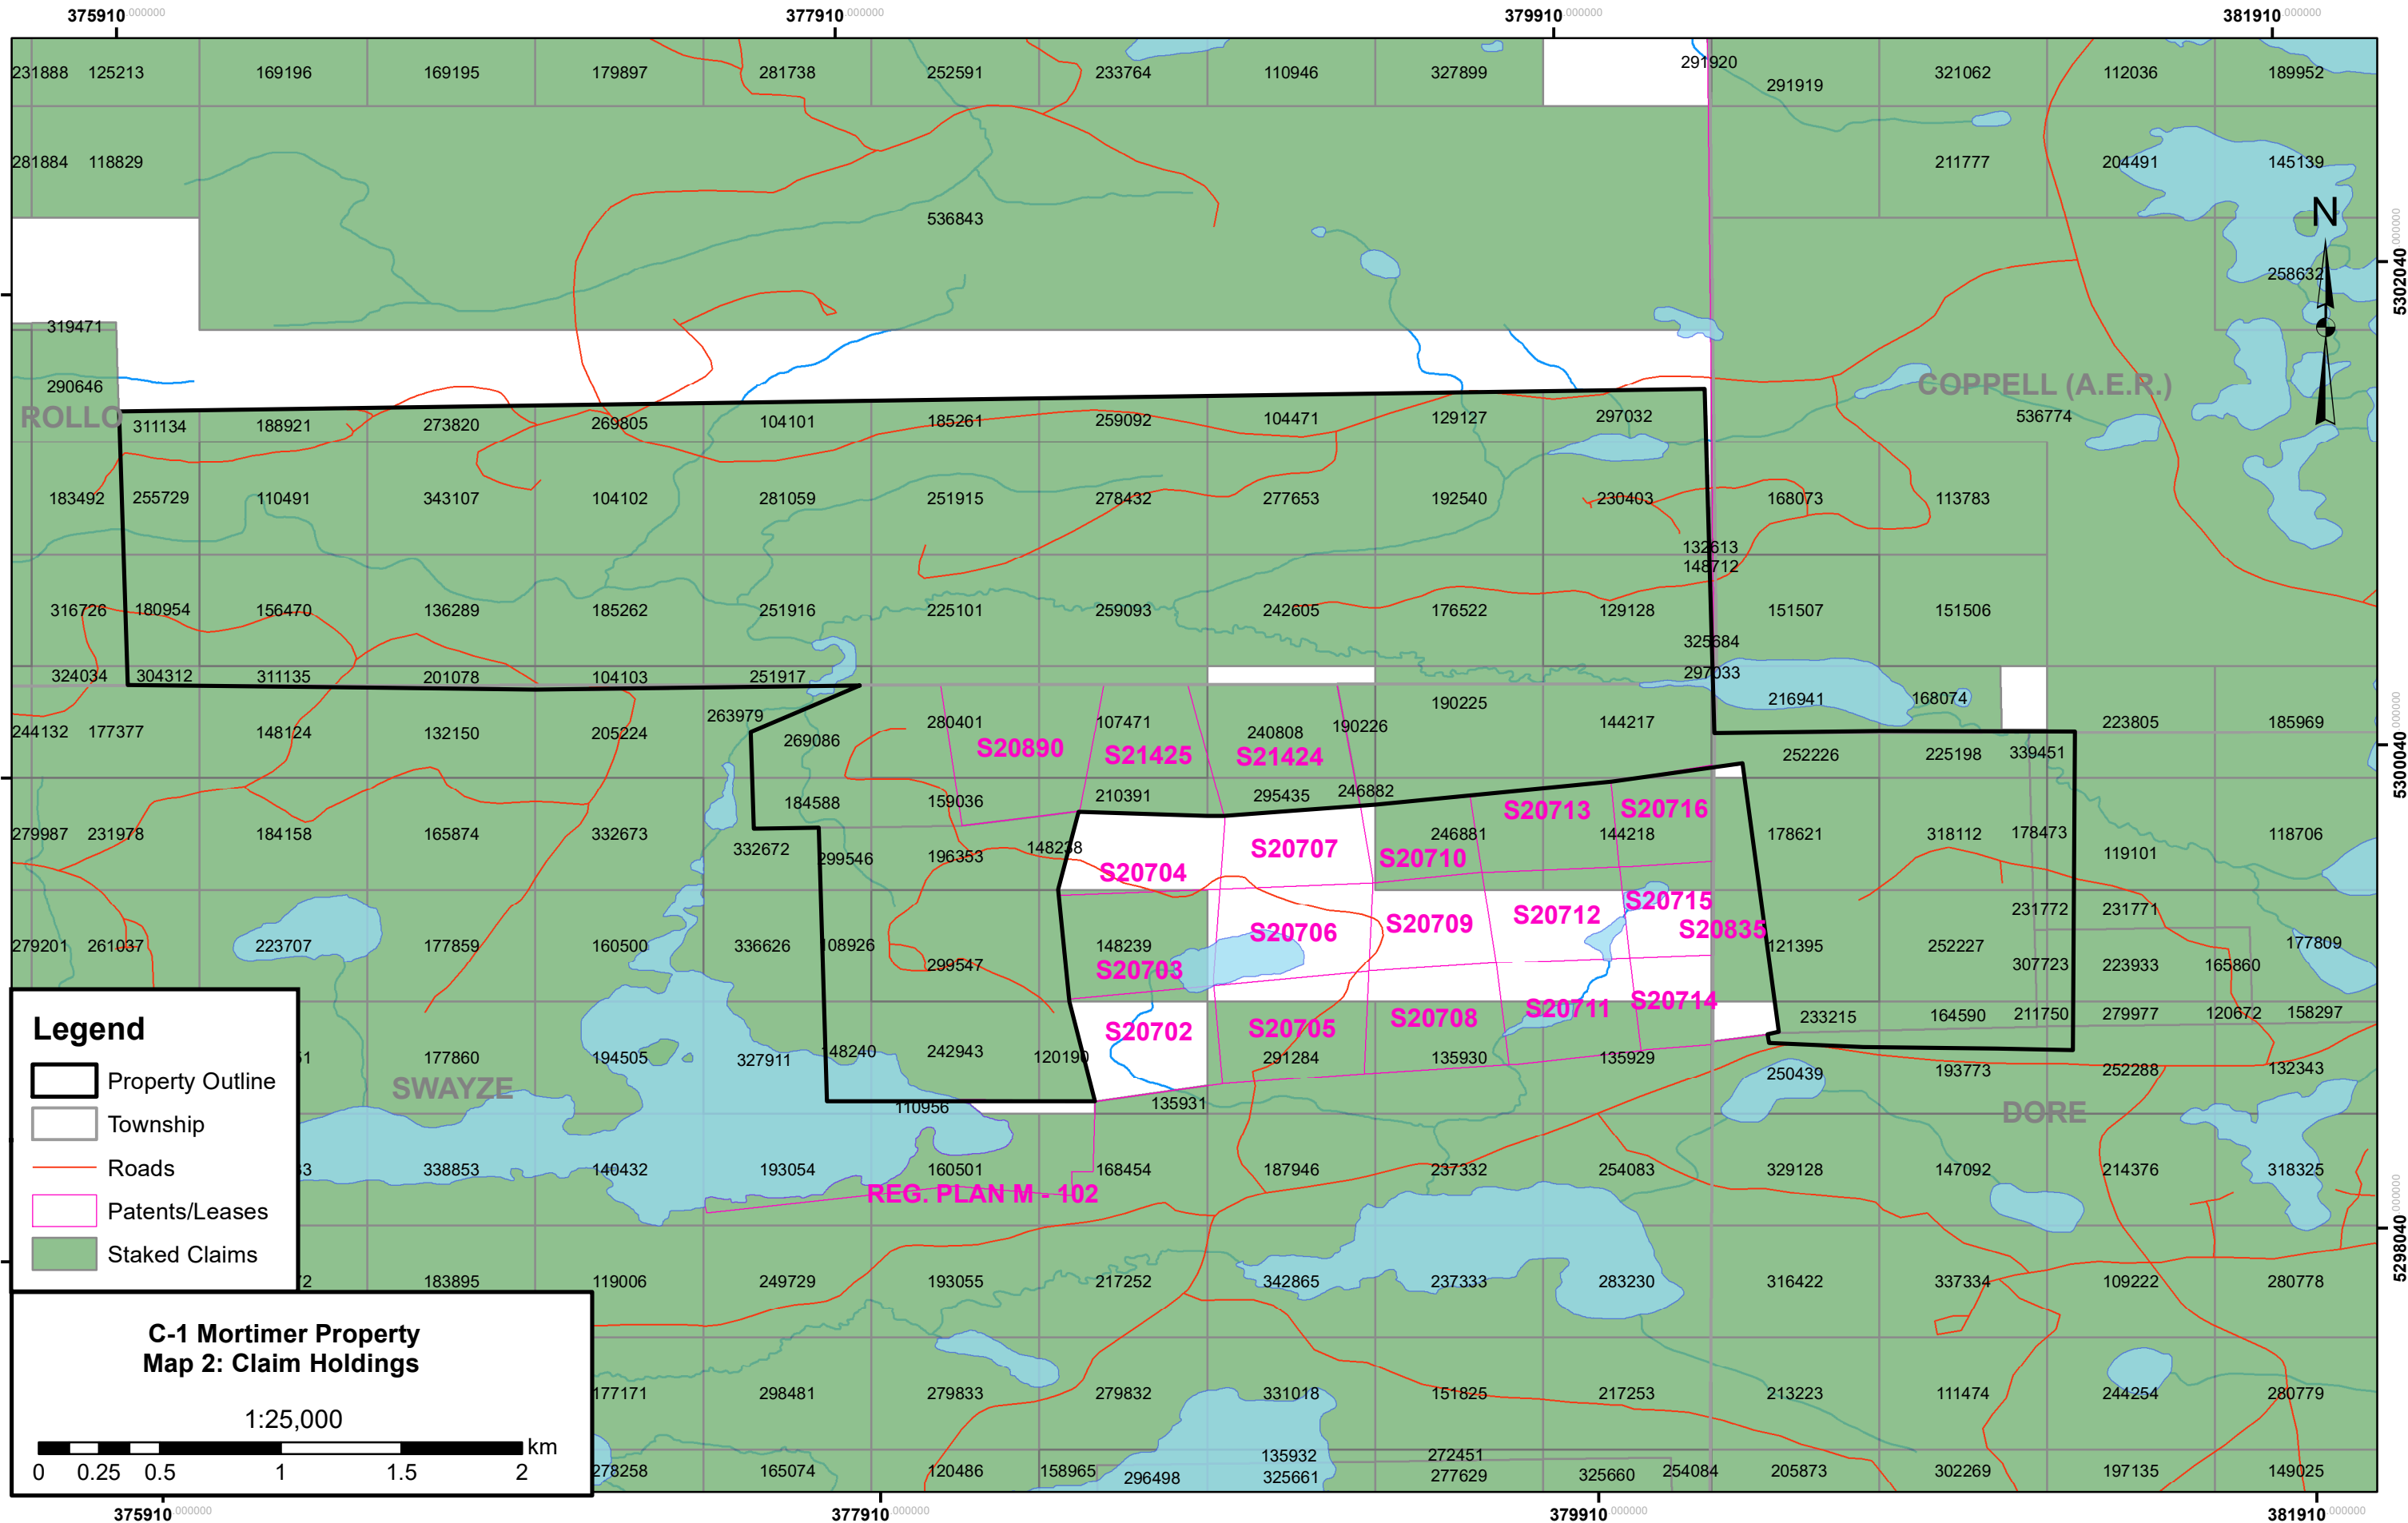 375910.000000 377910.000000 379910.000000 381910.000000
291920
231888 125213 169196 169195 179897 281738 252591 233764 110946 327899 291919 321062 112036 189952
281884 118829 211777 204491 145139
N
536843
258632
5302040.000000
319471
290646 COPPELL (A.E.R.)
ROLLO 311134 188921 273820 269805 104101 185261 259092 104471 129127 297032 536774
183492 255729 110491 343107 104102 281059 251915 278432 277653 192540 230403 168073 113783
132613
148712
316726 180954 156470 136289 185262 251916 225101 259093 242605 176522 129128 151507 151506
325684
324034 304312 311135 201078 104103 251917 297033
190225 216941 168074
263979 280401 107471 240808 190226 144217 223805 185969
244132 177377 148124 132150 205224 269086
S20890 S21425 S21424 252226 225198 339451
5300040.000000
184588 159036 210391 295435 246882
S20713 S20716
279987 231978 184158 165874 332673 246881 144218 178621 318112 178473 118706
332672 299546 196353 148238 S20707 S20710 119101
S20704
S20715
231772 231771
S20709 S20712
S20706 S20835
279201 261037 223707 177859 160500 336626 108926 148239 121395 252227 177809
299547 S20703 307723 223933 165860
Legend
S20714
S20711
S20702 S20705 S20708 233215 164590 211750 279977 120672 158297
51 177860 194505 327911 148240 242943 120190 291284 135930 135929
Property Outline
SWAYZE 250439 193773 252288 132343
Township
110956 135931 DORE
Roads
33 338853 140432 193054 160501 168454 187946 237332 254083 329128 147092 214376 318325
REG. PLAN M - 102
Patents/Leases
Staked Claims
72 183895 119006 249729 193055 217252 342865 237333 283230 316422 337334 109222 280778
5298040.000000
C-1 Mortimer Property
Map 2: Claim Holdings
177171 298481 279833 279832 331018 151825 217253 213223 111474 244254 280779
1:25,000
km
0 0.25 0.5 1 1.5 2
135932 272451
278258 165074 120486 158965 296498 325661 277629 325660 254084 205873 302269 197135 149025
375910.000000 377910.000000 379910.000000 381910.000000